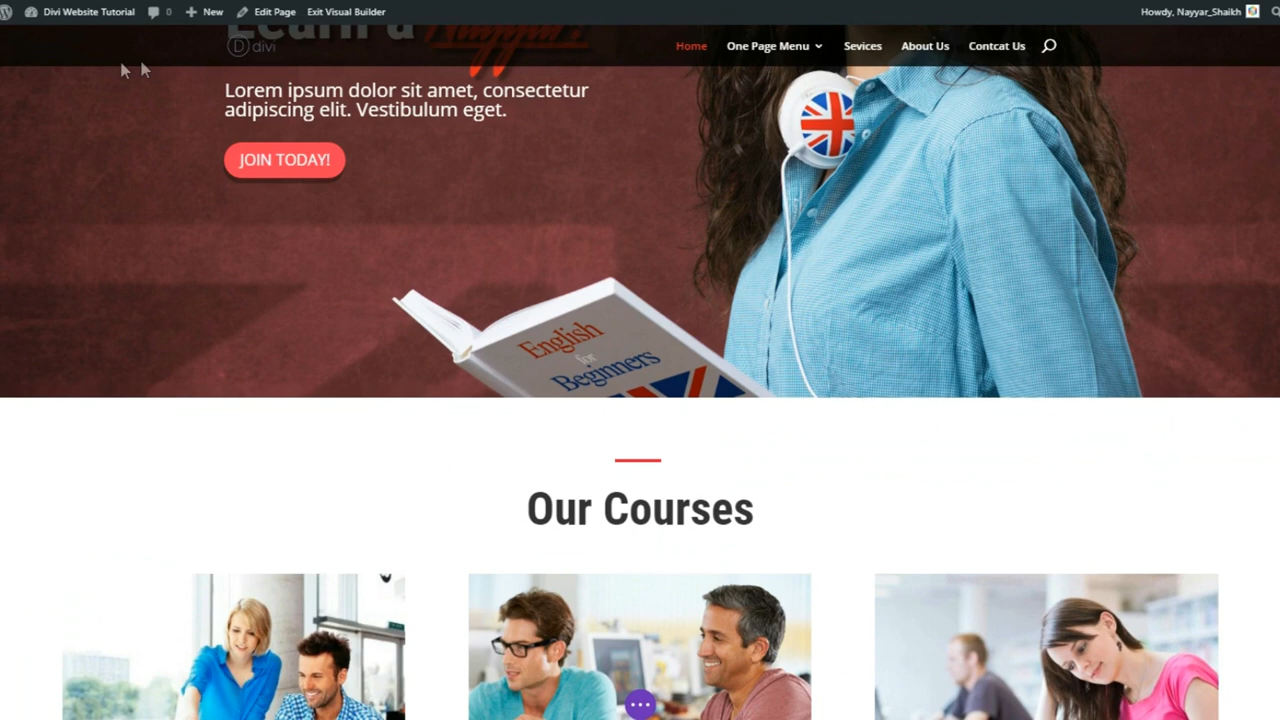 Divi Website Tutorial 0 New Edit Page Exit Visual Builder Howdy, Nayyar_Shaikh
Learn a Nayyar!
D divi
Home One Page Menu Sevices About Us Contcat Us
Lorem ipsum dolor sit amet, consectetur
adipiscing elit. Vestibulum eget.
JOIN TODAY!
English
for
Beginners
Our Courses